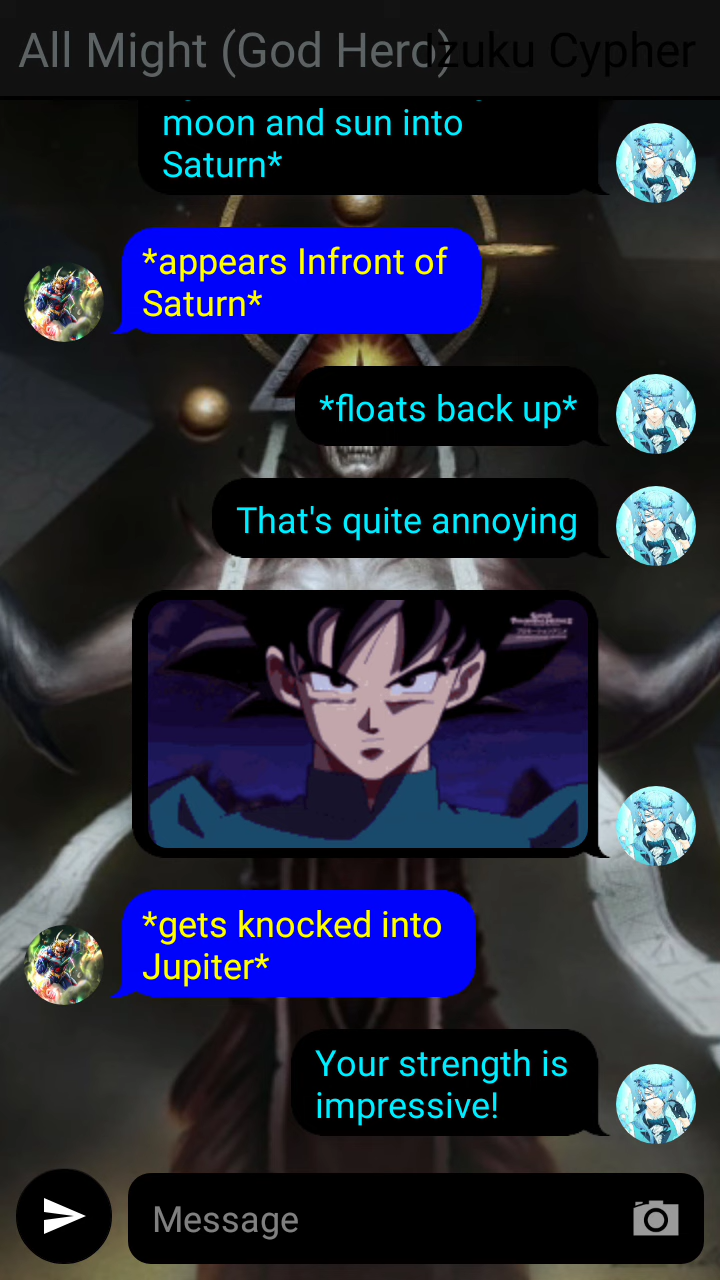 All Might (God Hero) Izuku Cypher
moon and sun into
Saturn*
*appears Infront of
Saturn*
*floats back up*
That's quite annoying
*gets knocked into
Jupiter*
Your strength is
impressive!
Message